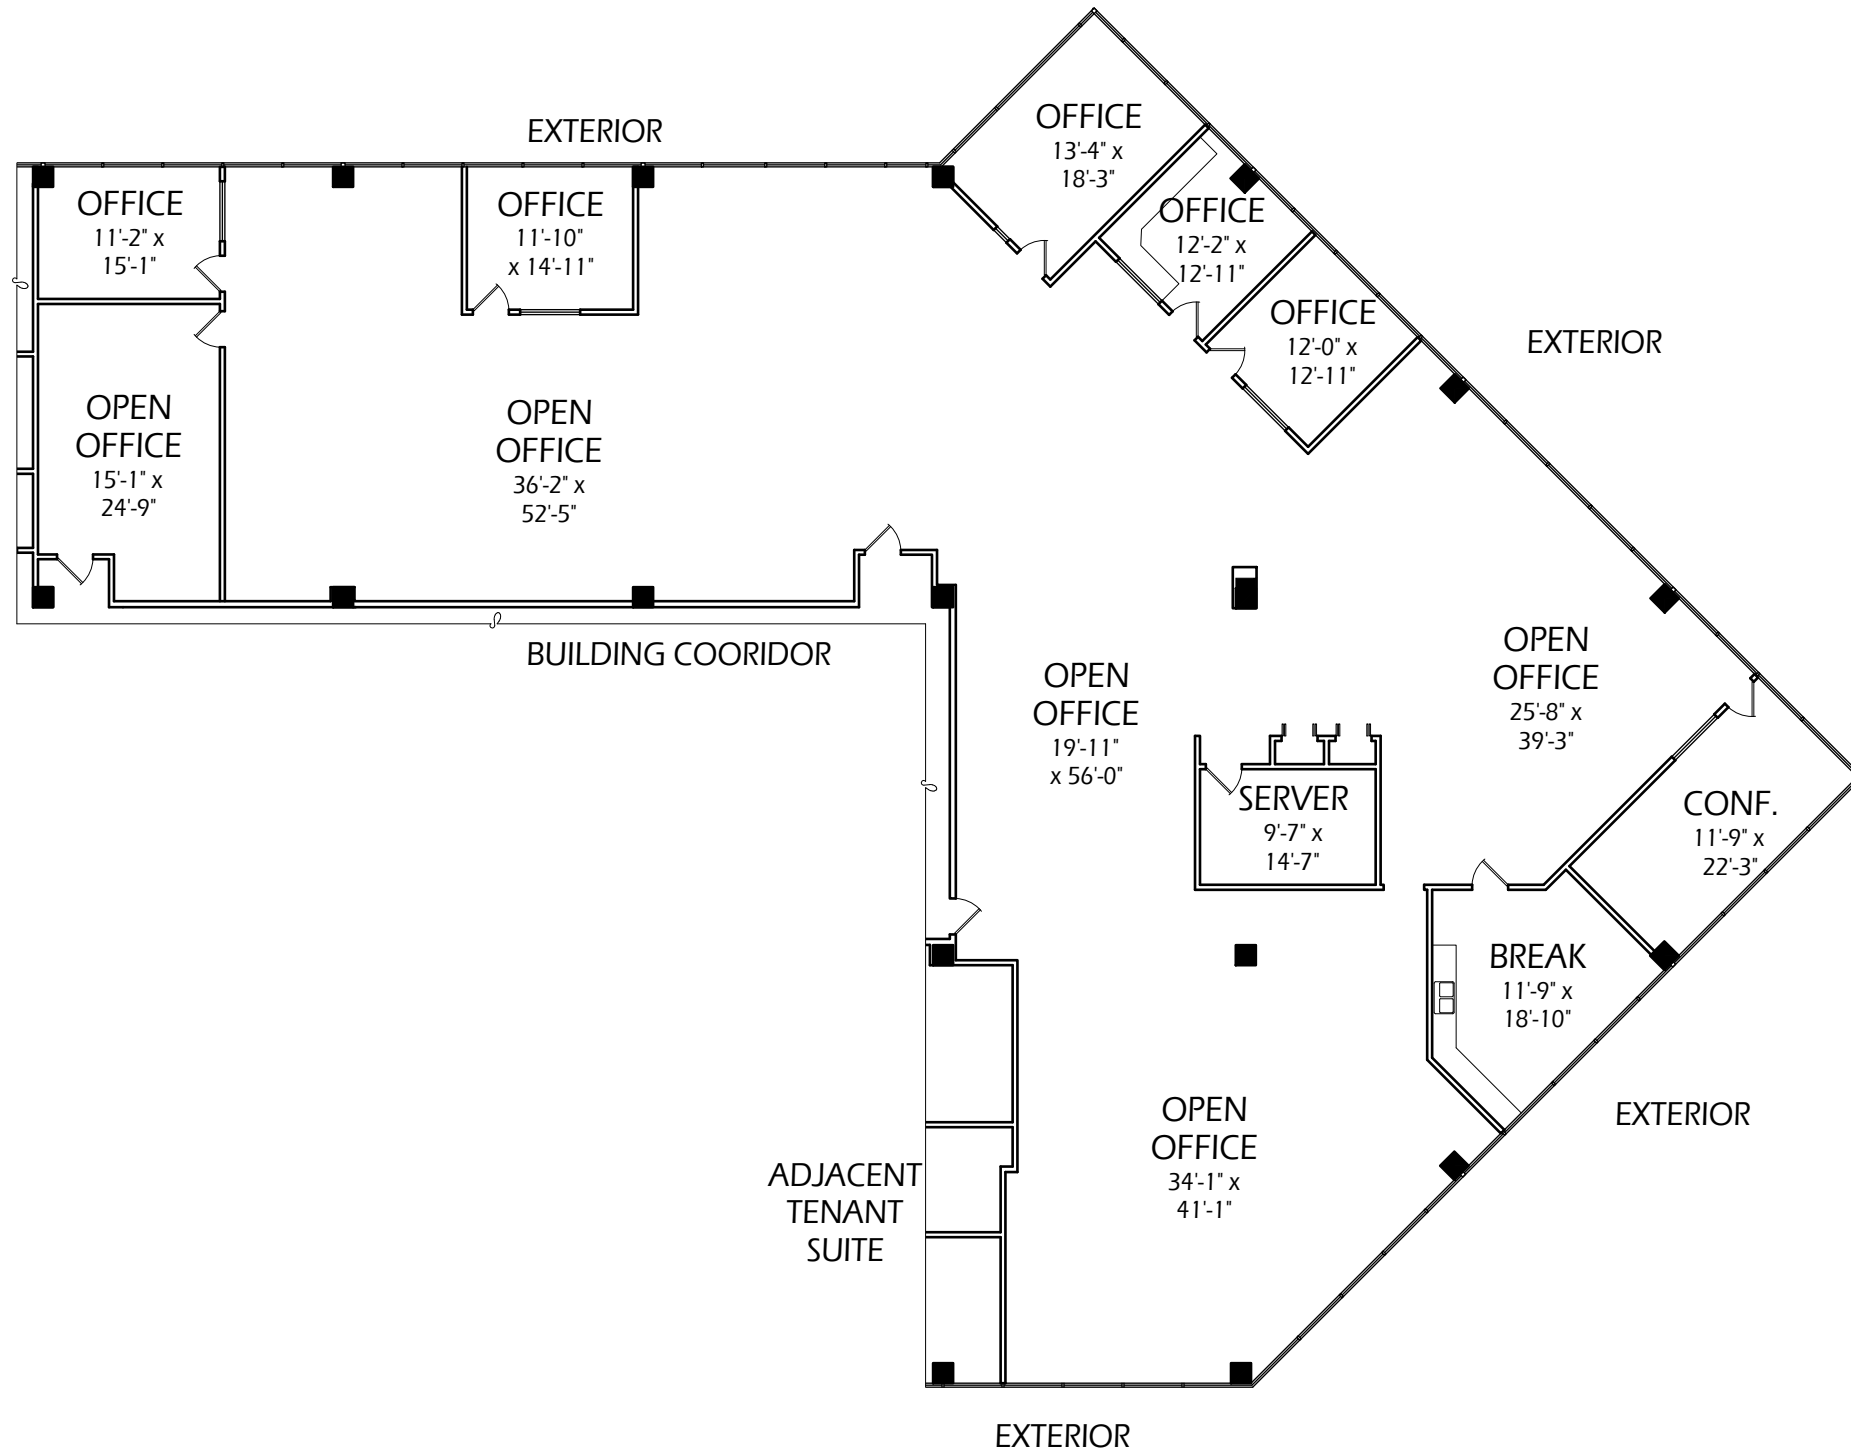 EXTERIOR
OFFICE
13'-4" x
18'-3"
OFFICE
11'-2" x
15'-1"
OFFICE
11'-10"
x 14'-11"
OFFICE
12'-2" x
12'-11"
OFFICE
12'-0" x
12'-11"
EXTERIOR
OPEN
OFFICE
15'-1" x
24'-9"
OPEN
OFFICE
36'-2" x
52'-5"
BUILDING COORIDOR
OPEN
OFFICE
19'-11"
x 56'-0"
OPEN
OFFICE
25'-8" x
39'-3"
SERVER
9'-7" x
14'-7"
CONF.
11'-9" x
22'-3"
BREAK
11'-9" x
18'-10"
EXTERIOR
OPEN
OFFICE
34'-1" x
41'-1"
ADJACENT
TENANT
SUITE
EXTERIOR